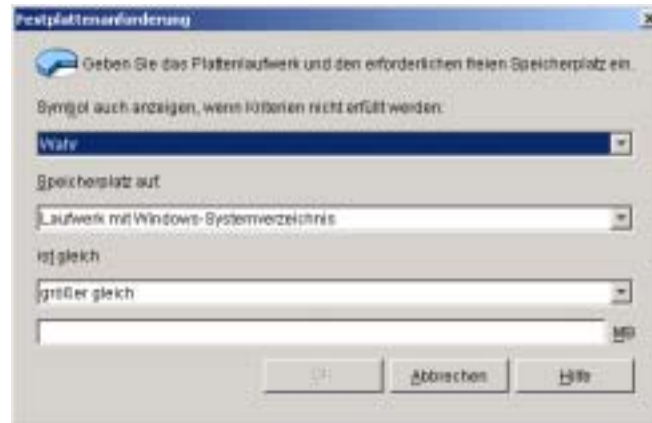 Festplattenanforderung
Geben Sie das Plattenlaufwerk und den erforderlichen freien Speicherplatz ein.
Symbol auch anzeigen, wenn Kriterien nicht erfüllt werden:
Wahr
Speicherplatz auf:
Laufwerk mit Windows-Systemverzeichnis
ist gleich
größer gleich
MB
OK
Abbrechen
Hilfe